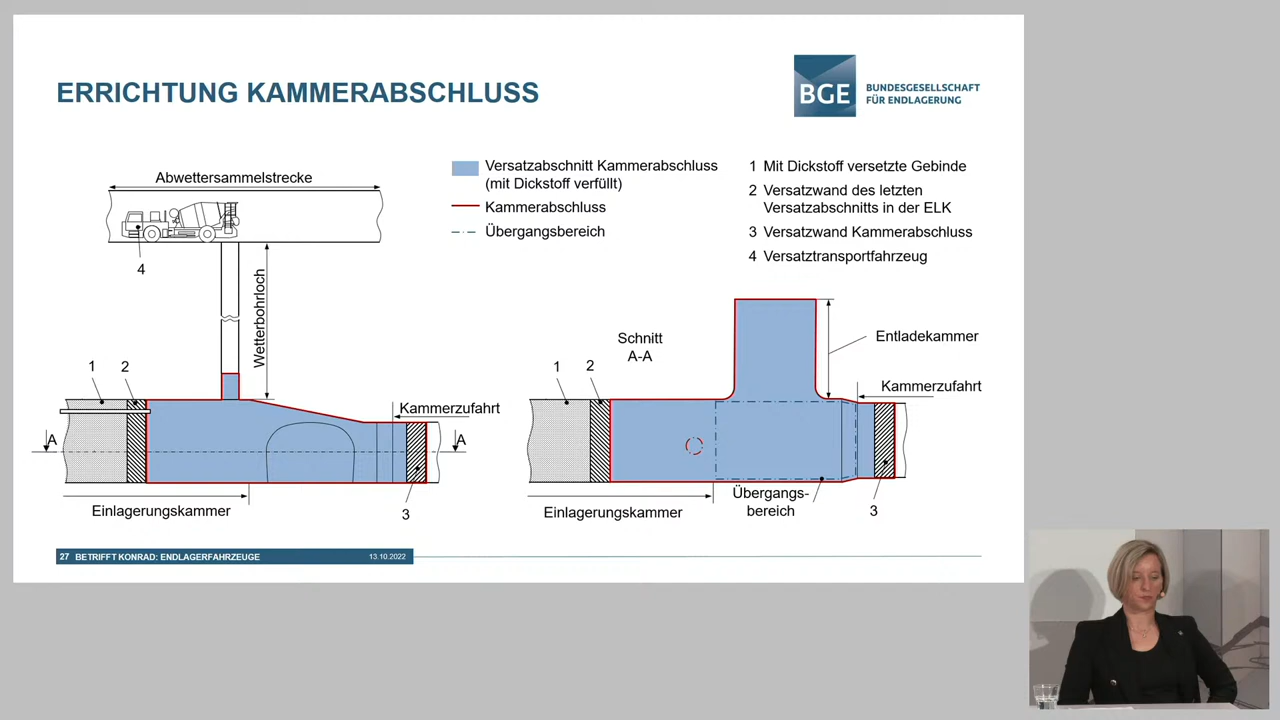 ERRICHTUNG KAMMERABSCHLUSS
BGE
BUNDESGESELLSCHAFT
FÜR ENDLAGERUNG
Versatzabschnitt Kammerabschluss
(mit Dickstoff verfüllt)
Kammerabschluss
Übergangsbereich
1 Mit Dickstoff versetzte Gebinde
2 Versatzwand des letzten
Versatzabschnitts in der ELK
3 Versatzwand Kammerabschluss
4 Versatztransportfahrzeug
Abwettersammelstrecke
4
Wetterbohrloch
1
2
Kammerzufahrt
A
A
Einlagerungskammer
3
Schnitt
A-A
1
2
Entladekammer
Kammerzufahrt
Übergangs-
bereich
Einlagerungskammer
3
27 BETRIFFT KONRAD: ENDLAGERFAHRZEUGE
13.10.2022